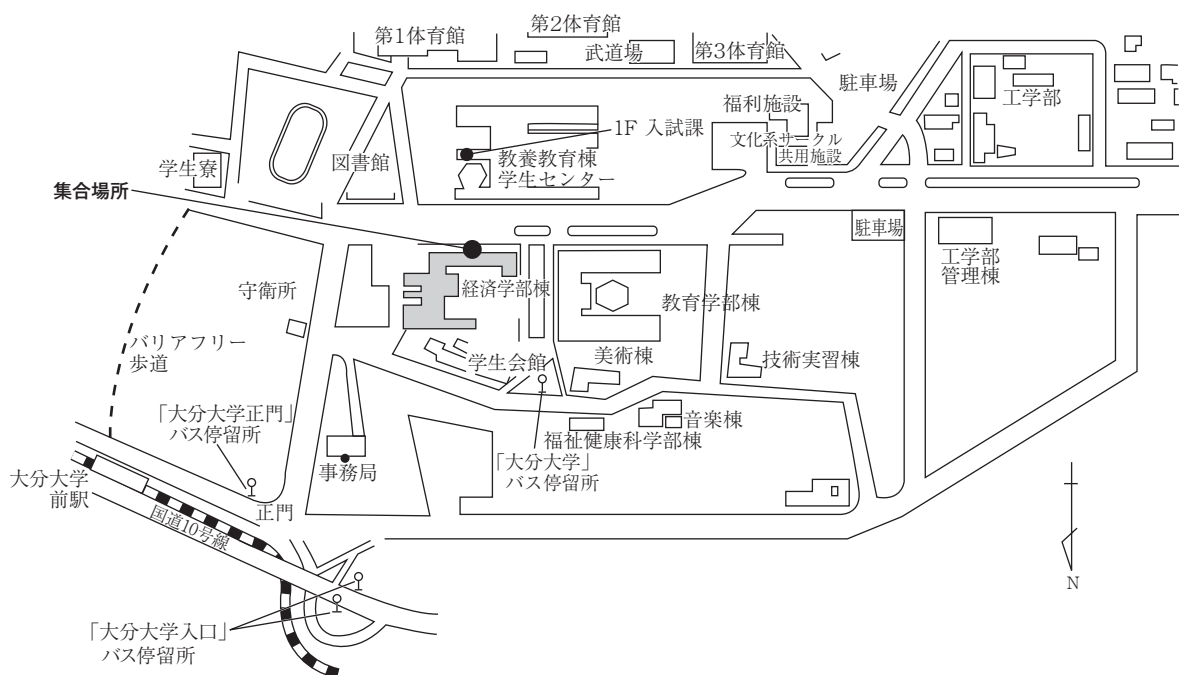 第1体育館
第2体育館
武道場
第3体育館
駐車場
工学部
福利施設
1F 入試課
文化系サークル
共用施設
教養教育棟
学生センター
図書館
学生寮
集合場所
駐車場
工学部
管理棟
経済学部棟
教育学部棟
守衛所
バリアフリー
歩道
学生会館
美術棟
技術実習棟
「大分大学正門」
バス停留所
音楽棟
福祉健康科学部棟
事務局
「大分大学」
バス停留所
大分大学
前駅
正門
国道10号線
N
「大分大学入口」
バス停留所